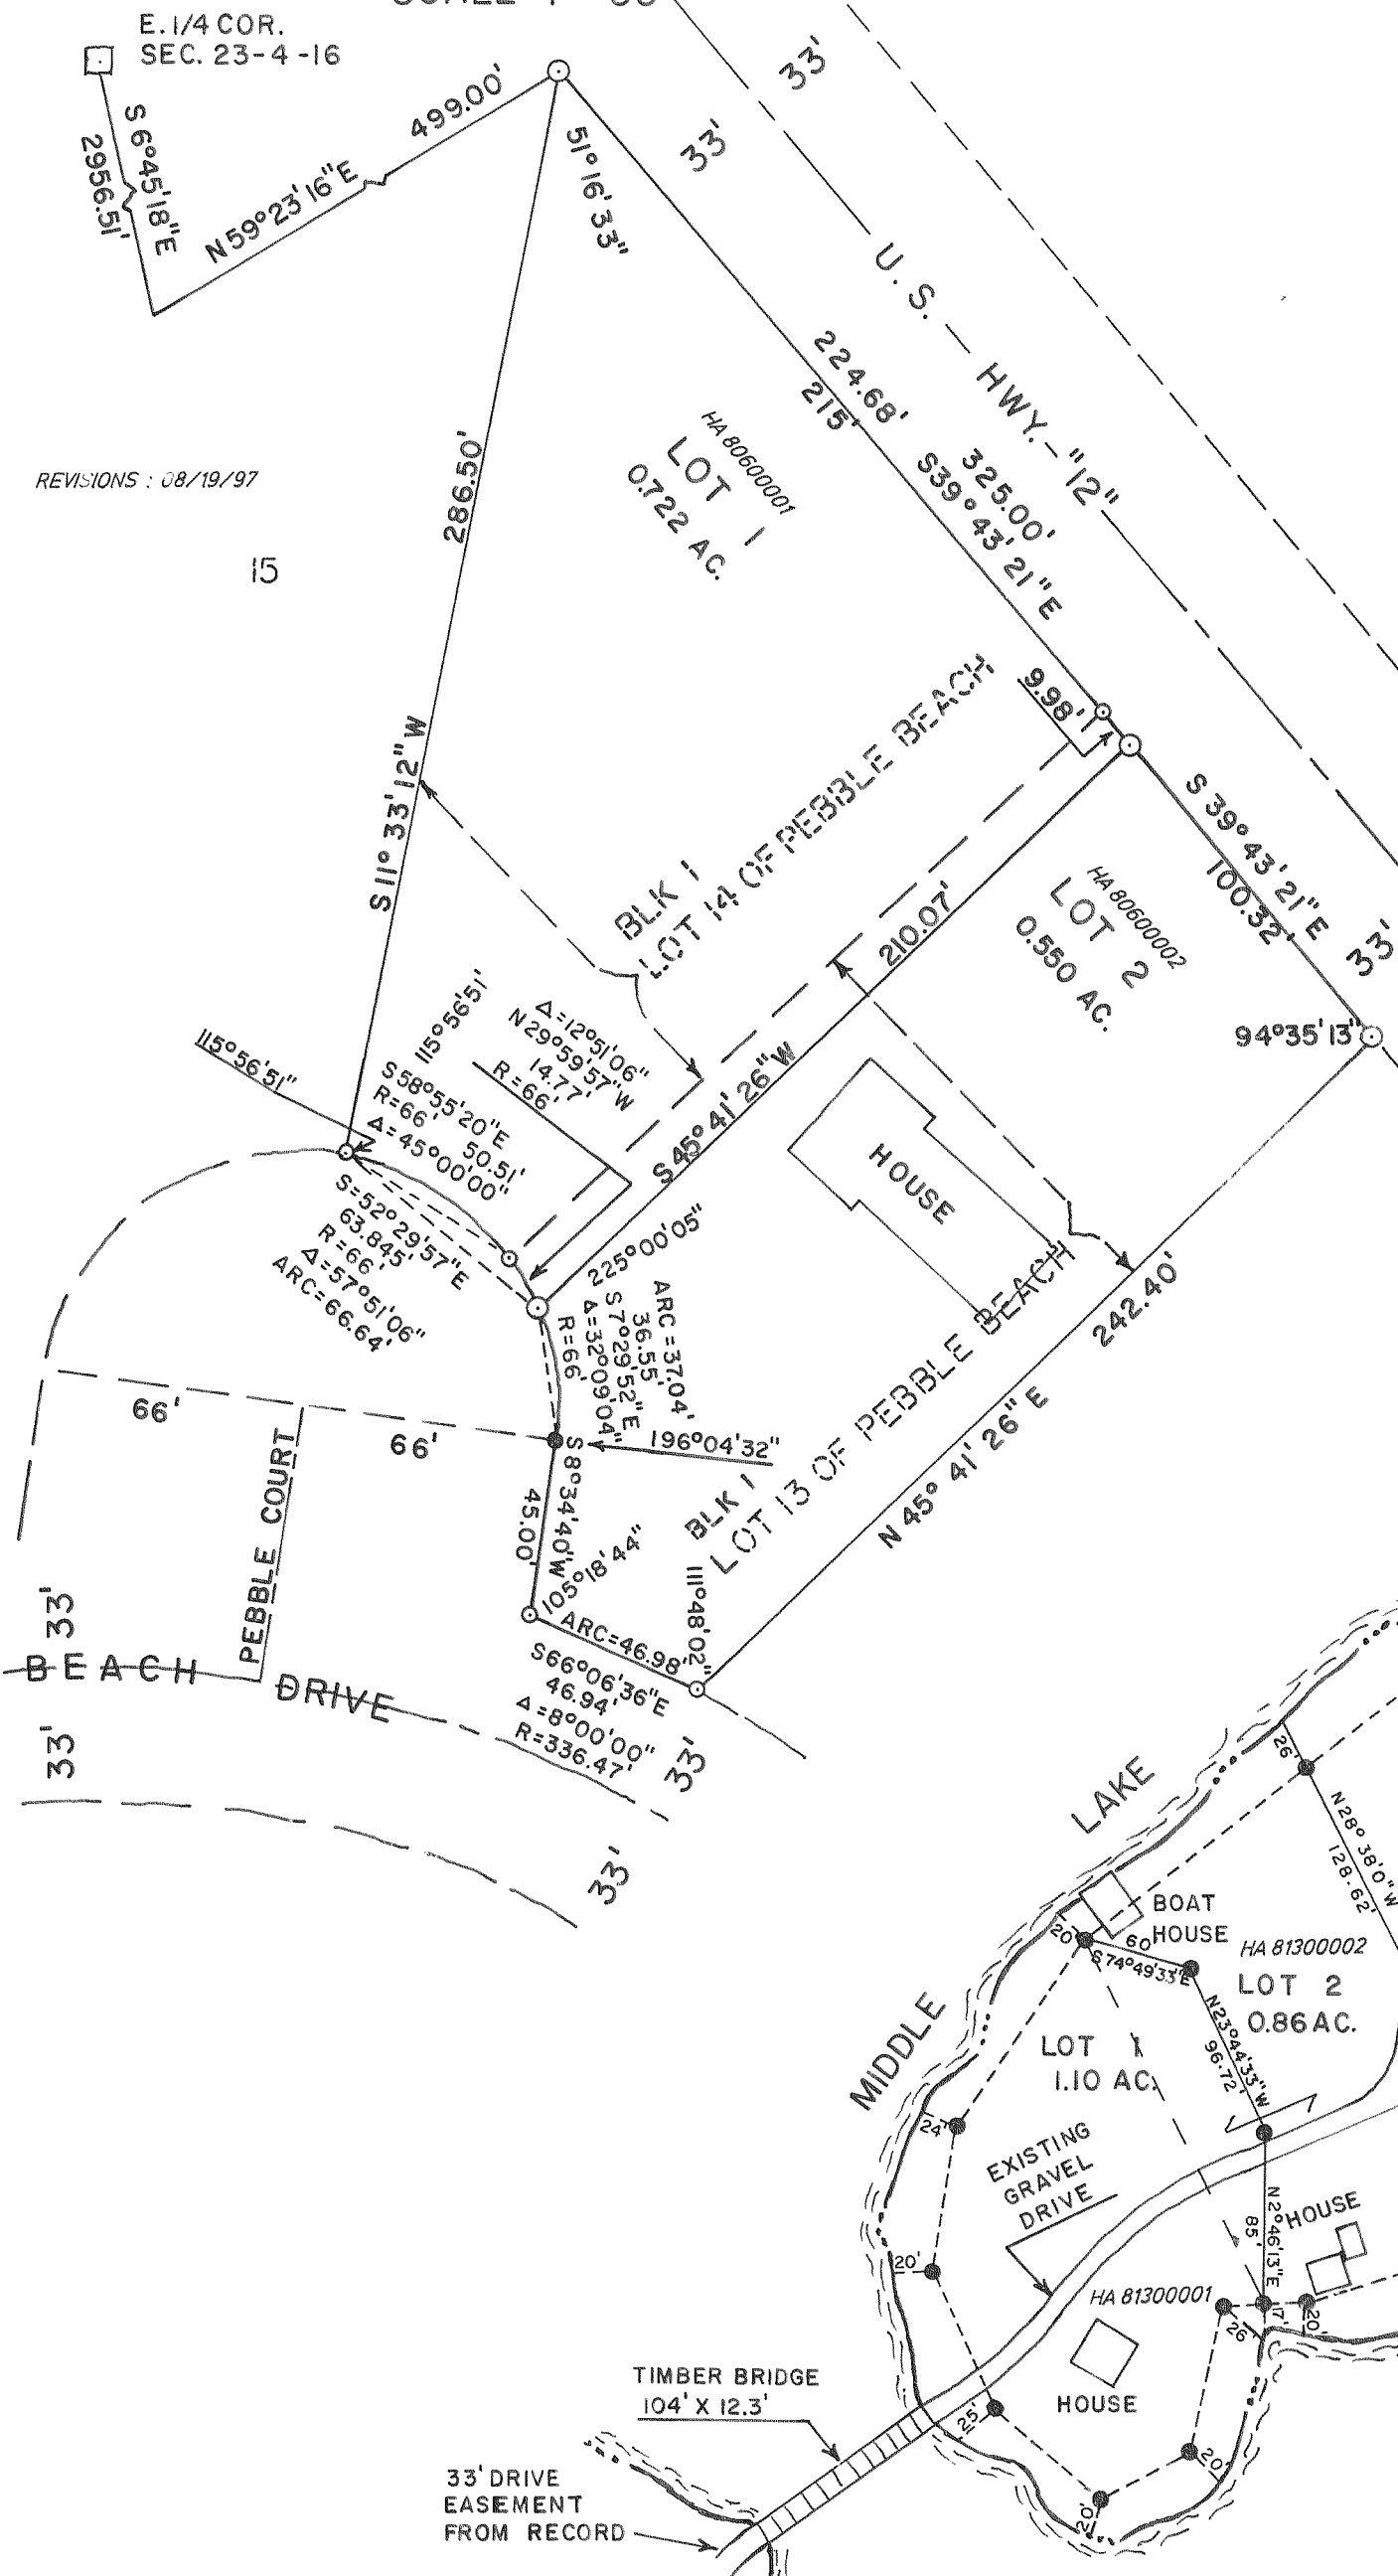 E. 1/4 COR.
SEC. 23-4-16
S 6°45'18"E
2956.51'
N 59°23'16"E
499.00'
51°16'33"
33'
33'
U. S. HWY. "12"
224.68'
215'
325.00'
S39°43'21"E
286.50'
S 11° 33' 12" W
HA 80600001
LOT 1
0.722 AC.
REVISIONS : 08/19/97
15
9.98'
BLK 1
LOT 14 OF PEBBLE BEACH
S 39° 43' 21" E
100.32'
33'
HA 80600002
LOT 2
0.550 AC.
94°35'13"
210.07'
S 45° 41' 26" W
115°56'51"
115°56'51'
Δ=12°51'06"
N 29°59'57"W
14.77'
R=66'
S58°55'20"E
R=66' 50.51'
Δ=45°00'00"
S=52°29'57"E
63.845'
R=66'
Δ=57°51'06"
ARC=66.64'
HOUSE
225°00'05"
ARC=37.04'
36.55'
S 7°29'52"E
Δ=32°09'04"
R=66'
196°04'32"
242.40'
N 45° 41' 26" E
BLK 1
LOT 13 OF PEBBLE BEACH
66'
66'
PEBBLE COURT
S 8°34'40"W
45.00'
105°18'44"
111°48'02"
ARC=46.98'
S66°06'36"E
46.94'
Δ=8°00'00"
R=336.47'
33'
BEACH DRIVE
33'
33'
33'
LAKE
MIDDLE
26'
N28°38'0"W
128.62'
BOAT
HOUSE
20'
60
S74°49'33"E
HA 81300002
LOT 2
0.86 AC.
N23°44'33"W
96.72'
LOT 1
1.10 AC.
24'
EXISTING
GRAVEL
DRIVE
N2°46'13"E
85'
HOUSE
20'
HA 81300001
26'
17'
20'
HOUSE
TIMBER BRIDGE
104' X 12.3'
25'
20'
20'
33' DRIVE
EASEMENT
FROM RECORD